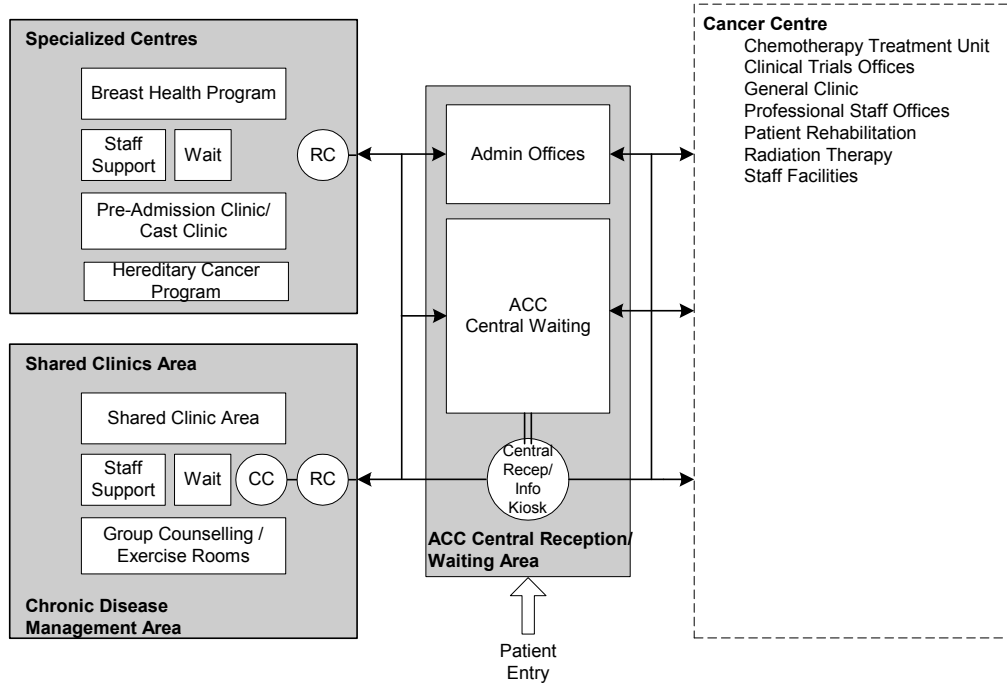 Specialized Centres
Breast Health Program
Staff
Support
Wait
RC
Pre-Admission Clinic/
Cast Clinic
Hereditary Cancer
Program
Shared Clinics Area
Shared Clinic Area
Staff
Support
Wait
CC
RC
Group Counselling /
Exercise Rooms
Chronic Disease
Management Area
Admin Offices
ACC
Central Waiting
Central
Recep/
Info
Kiosk
ACC Central Reception/
Waiting Area
Patient
Entry
Cancer Centre
Chemotherapy Treatment Unit
Clinical Trials Offices
General Clinic
Professional Staff Offices
Patient Rehabilitation
Radiation Therapy
Staff Facilities